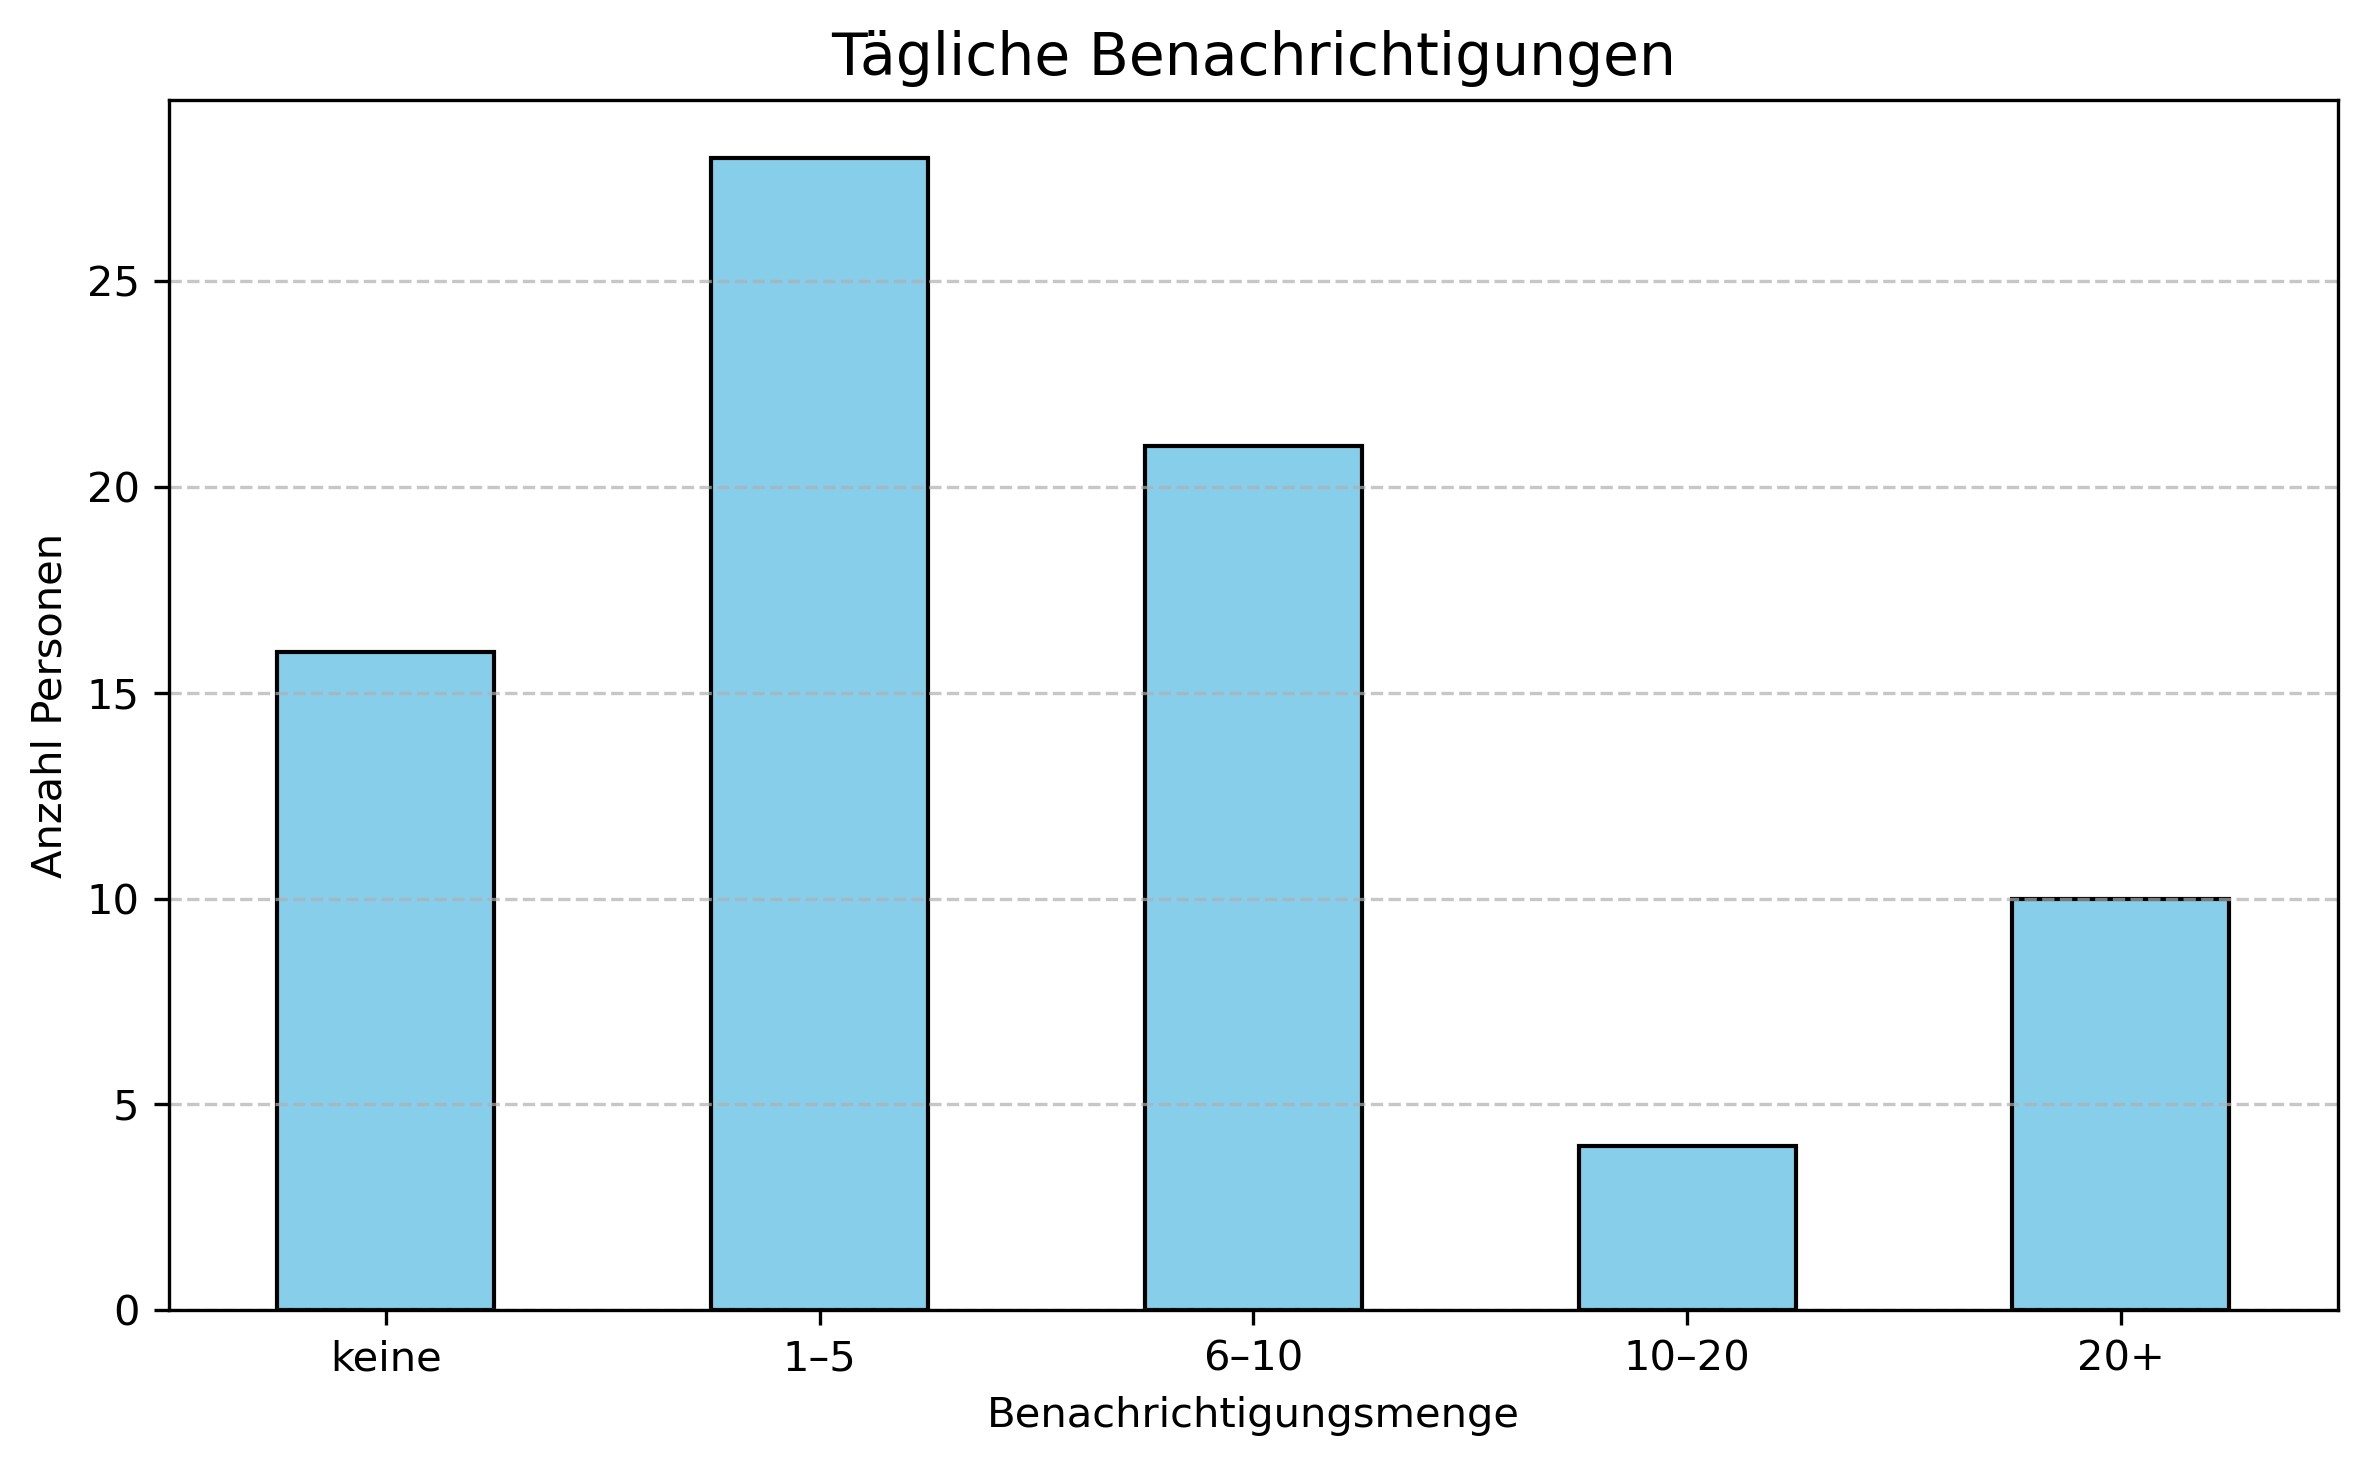 Tägliche Benachrichtigungen
Anzahl Personen
25
20
15
10
5
0
keine 1–5 6–10 10–20 20+
Benachrichtigungsmenge